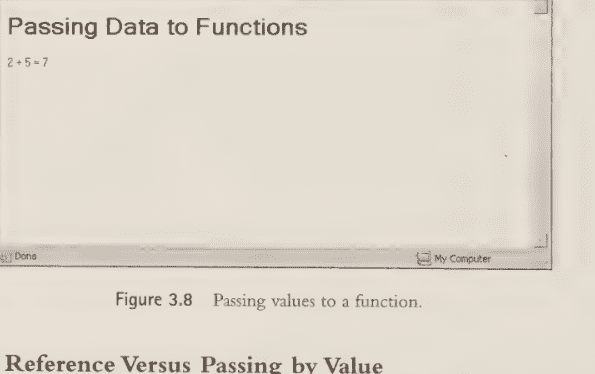 Passing Data to Functions
2+5=7
Done
My Computer
Figure 3.8 Passing values to a function.
Reference Versus Passing by Value